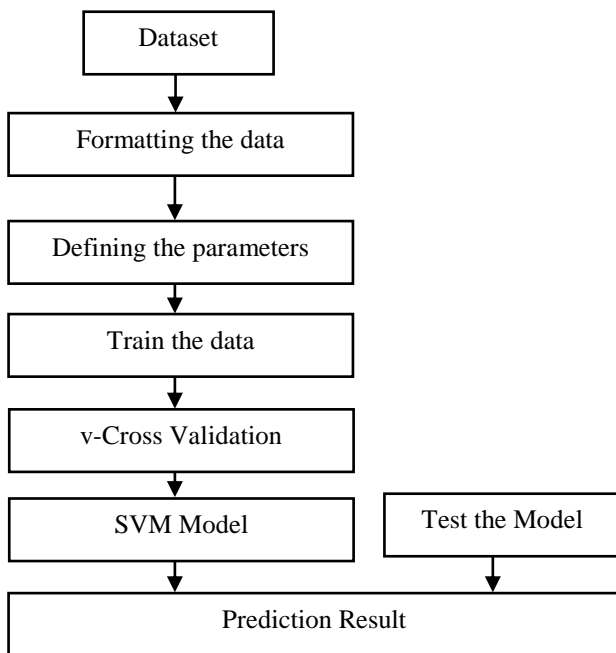 Dataset
Formatting the data
Defining the parameters
Train the data
v-Cross Validation
SVM Model
Test the Model
Prediction Result